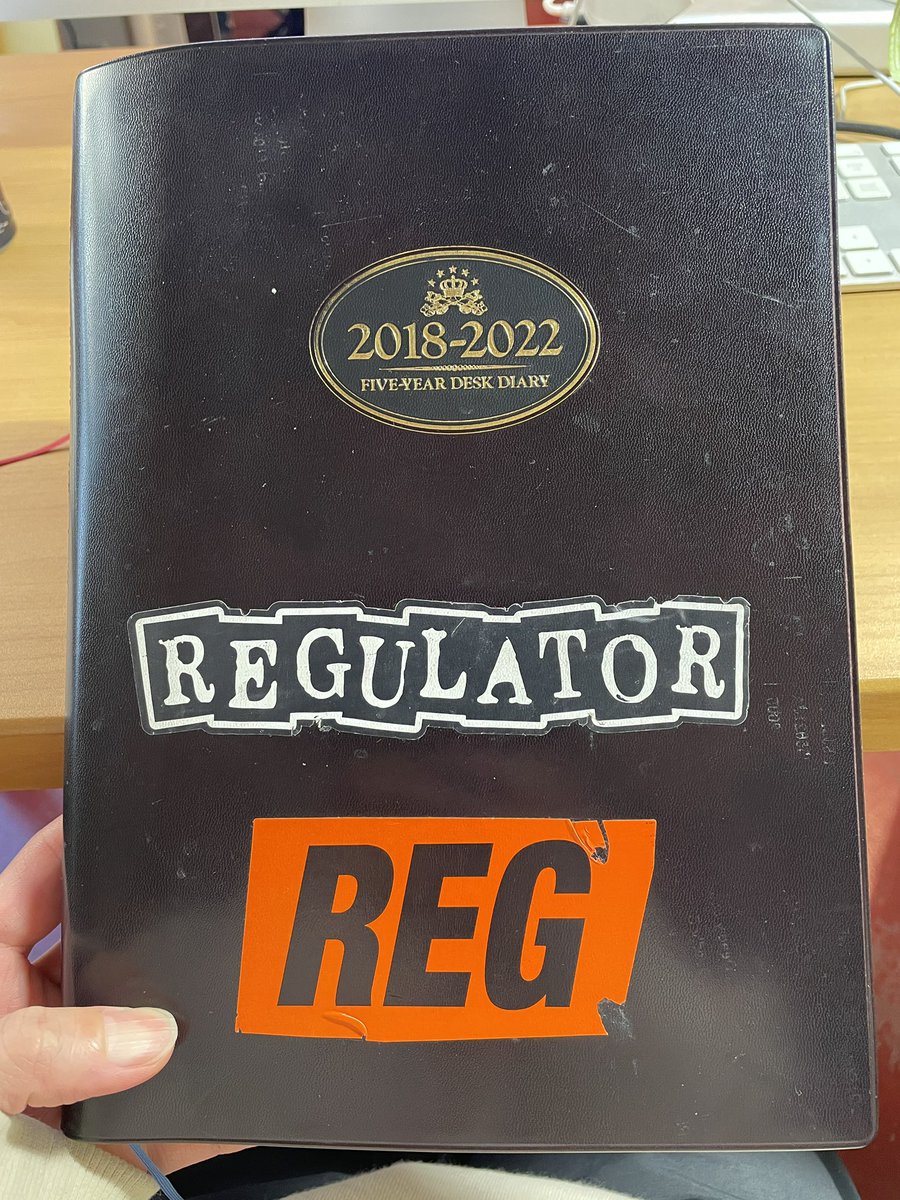 2018-2022
FIVE-YEAR DESK DIARY
REGULATOR
REG